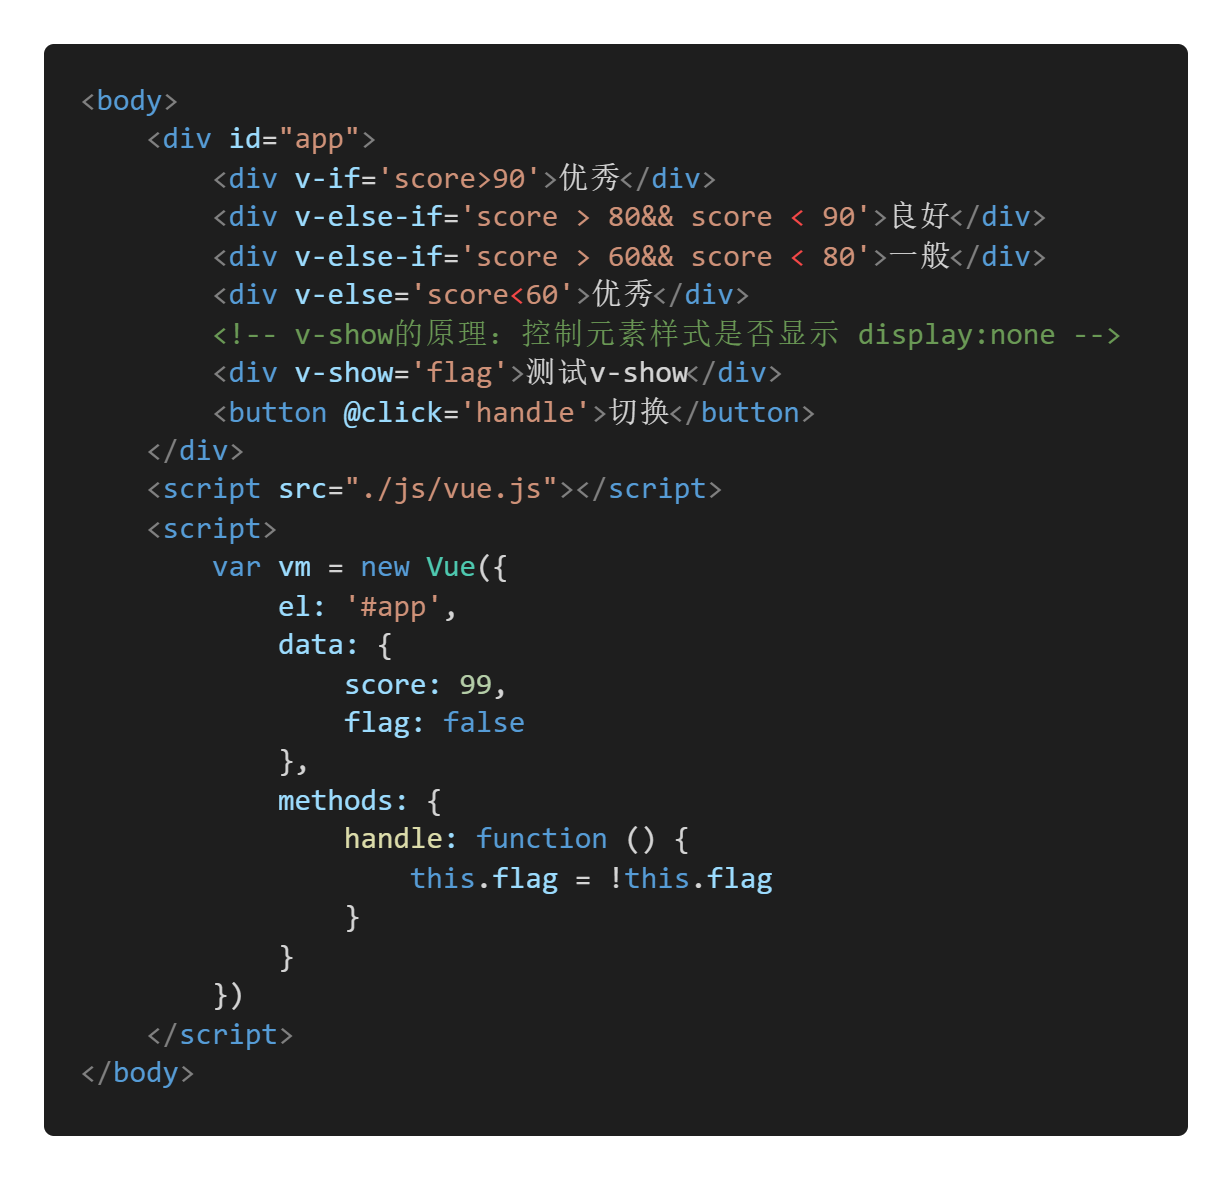 <body>
    <div id="app">
        <div v-if='score>90'>优秀</div>
        <div v-else-if='score > 80&& score < 90'>良好</div>
        <div v-else-if='score > 60&& score < 80'>一般</div>
        <div v-else='score<60'>优秀</div>
        <!-- v-show的原理：控制元素样式是否显示 display:none -->
        <div v-show='flag'>测试v-show</div>
        <button @click='handle'>切换</button>
    </div>
    <script src="./js/vue.js"></script>
    <script>
        var vm = new Vue({
            el: '#app',
            data: {
                score: 99,
                flag: false
            },
            methods: {
                handle: function () {
                    this.flag = !this.flag
                }
            }
        })
    </script>
</body>